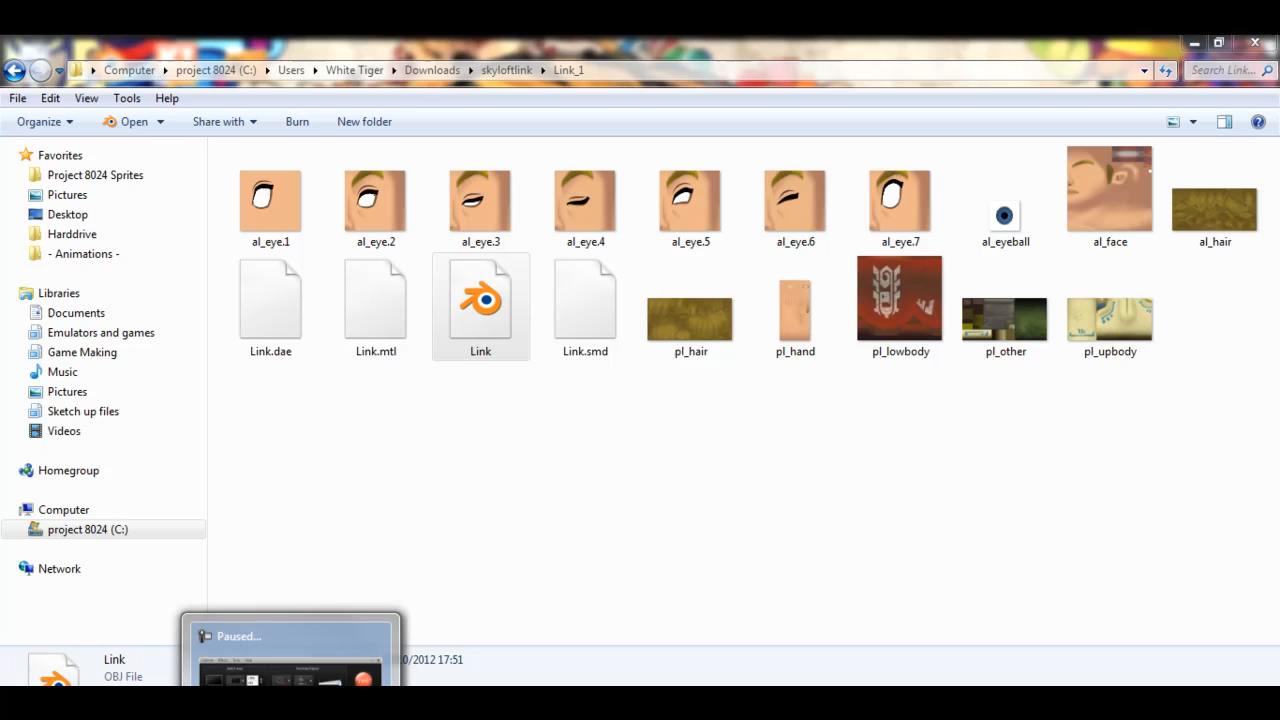 Computer project 8024 (C:) Users White Tiger Downloads skyloftlink Link_1 Search Link...
File Edit View Tools Help
Organize Open Share with Burn New folder
Favorites
Project 8024 Sprites
Pictures
Desktop
Harddrive
- Animations -
Libraries
Documents
Emulators and games
Game Making
Music
Pictures
Sketch up files
Videos
Homegroup
Computer
project 8024 (C:)
Network
al_eye.1 al_eye.2 al_eye.3 al_eye.4 al_eye.5 al_eye.6 al_eye.7 al_eyeball al_face al_hair
Link.dae Link.mtl Link Link.smd pl_hair pl_hand pl_lowbody pl_other pl_upbody
Paused...
Link
0/2012 17:51
OBJ File